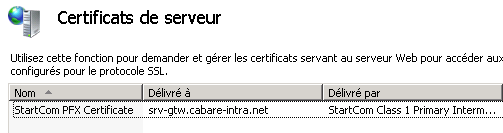 Certificats de serveur
Utilisez cette fonction pour demander et gérer les certificats servant au serveur Web pour accéder aux
configurés pour le protocole SSL.
Nom Délivré à Délivré par
StartCom PFX Certificate srv-gtw.cabare-intra.net StartCom Class 1 Primary Interm...